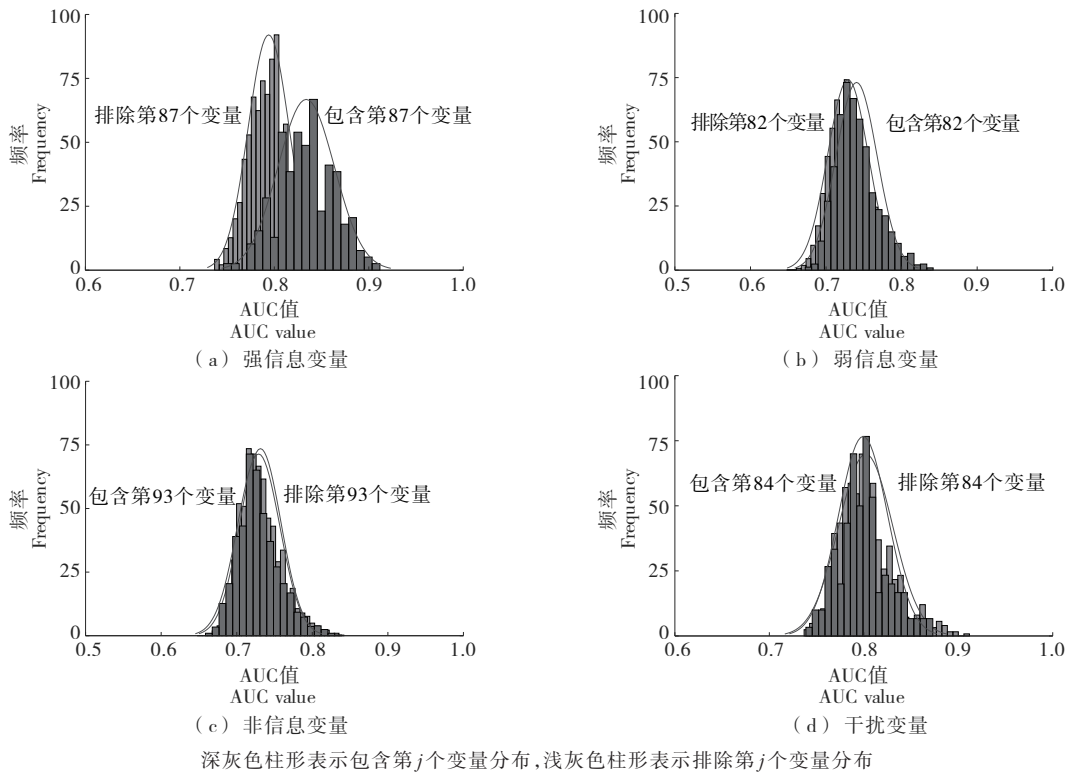 100
75
50
25
0
频率
Frequency
排除第87个变量
包含第87个变量
0.6
0.7
0.8
0.9
1.0
AUC值
AUC value
（a）强信息变量
100
75
50
25
0
频率
Frequency
排除第82个变量
包含第82个变量
0.5
0.6
0.7
0.8
0.9
1.0
AUC值
AUC value
（b）弱信息变量
100
75
50
25
0
频率
Frequency
包含第93个变量
排除第93个变量
0.5
0.6
0.7
0.8
0.9
1.0
AUC值
AUC value
（c）非信息变量
100
75
50
25
0
频率
Frequency
包含第84个变量
排除第84个变量
0.6
0.7
0.8
0.9
1.0
AUC值
AUC value
（d）干扰变量
深灰色柱形表示包含第j个变量分布,浅灰色柱形表示排除第j个变量分布